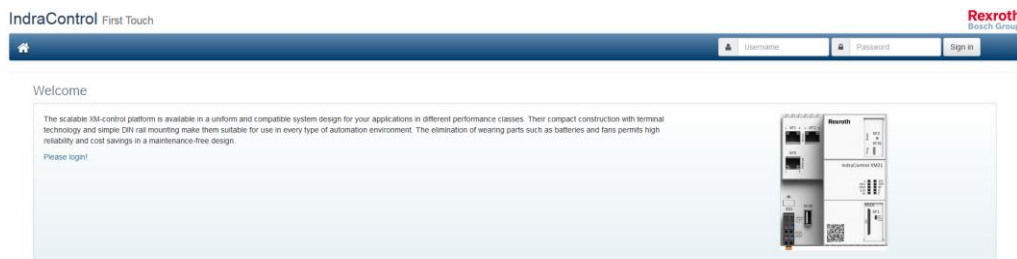 IndraControl First Touch
Rexroth
Bosch Group
Username
Password
Sign in
Welcome
The scalable XM-control platform is available in a uniform and compatible system design for your applications in different performance classes. Their compact construction with terminal
technology and simple DIN rail mounting make them suitable for use in every type of automation environment. The elimination of wearing parts such as batteries and fans permits high
reliability and cost savings in a maintenance-free design.
Please login!
Rexroth
IndraControl XM21